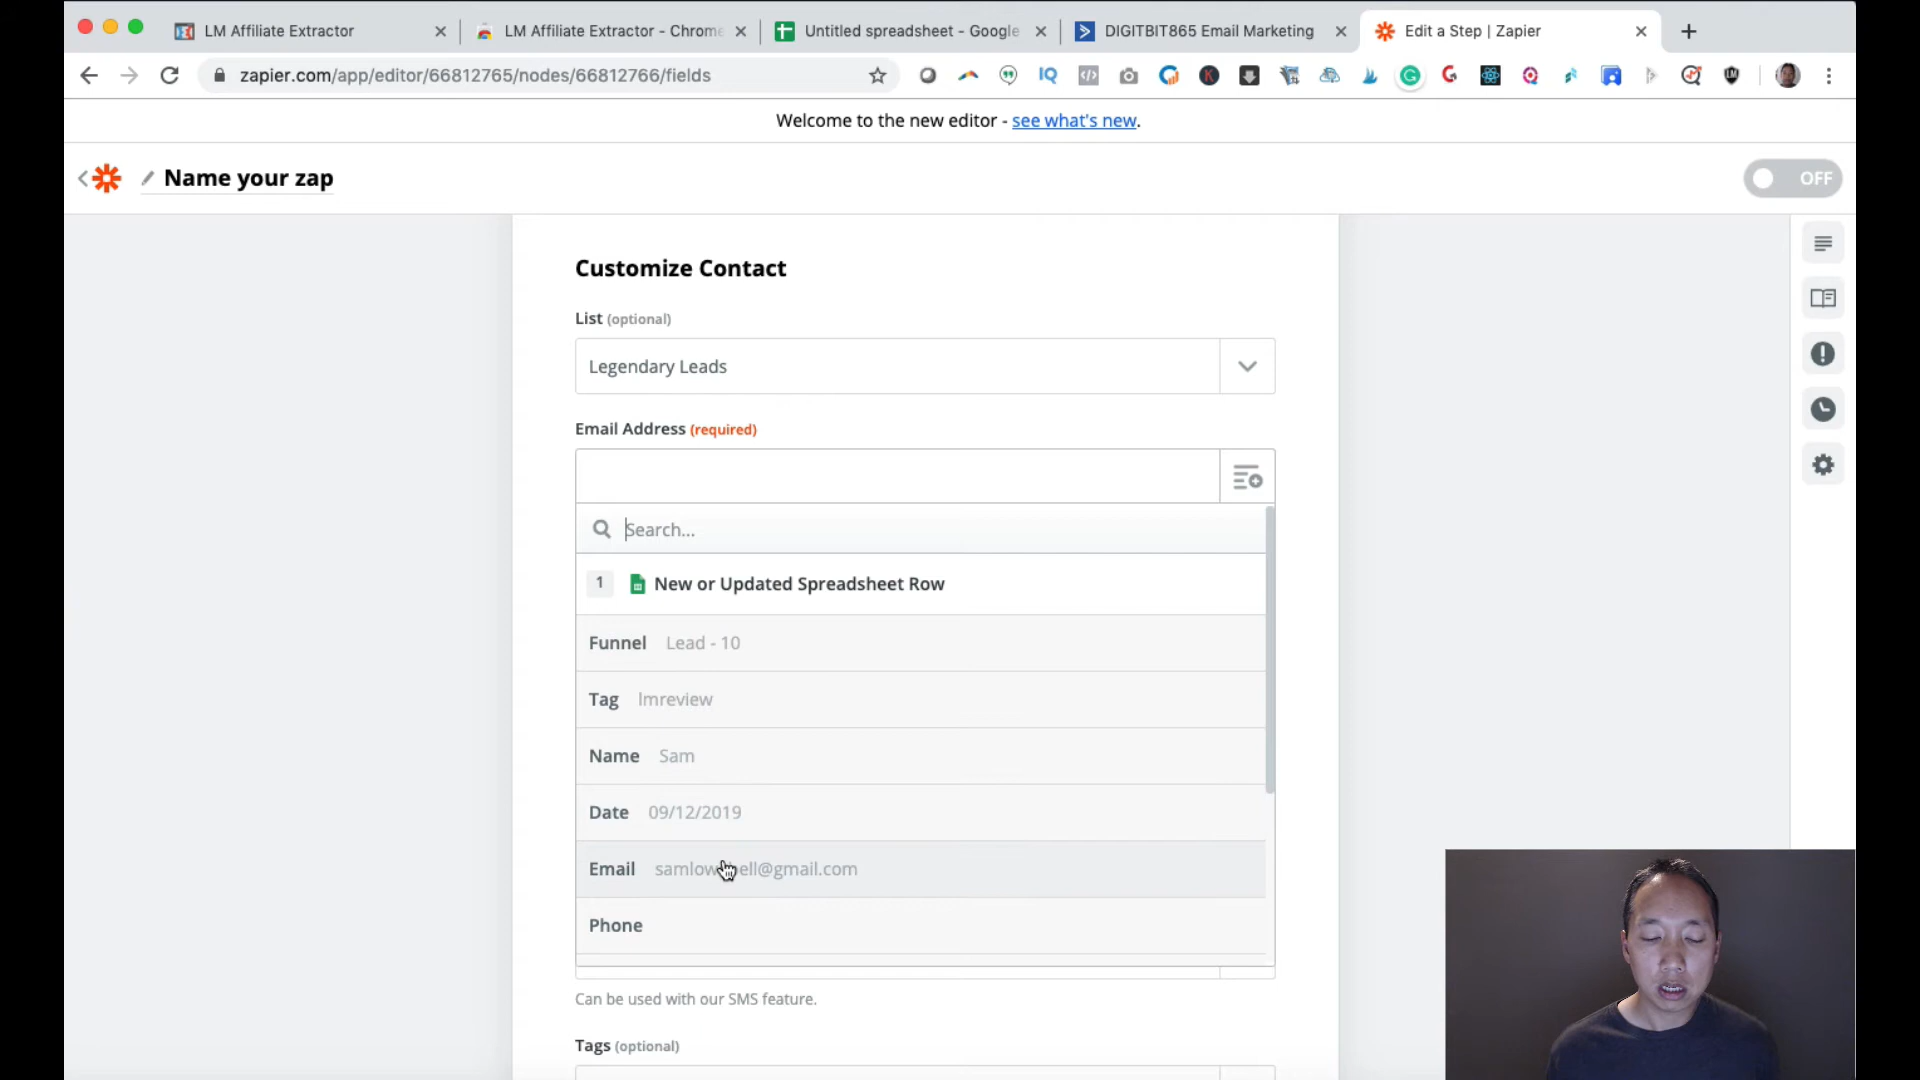 LM Affiliate Extractor
LM Affiliate Extractor - Chrome
Untitled spreadsheet - Google
DIGITBIT865 Email Marketing
Edit a Step | Zapier
zapier.com/app/editor/66812765/nodes/66812766/fields
Welcome to the new editor - see what's new.
Name your zap
OFF
Customize Contact
List (optional)
Legendary Leads
Email Address (required)
Search...
1 New or Updated Spreadsheet Row
Funnel Lead - 10
Tag lmreview
Name Sam
Date 09/12/2019
Email
Phone
Can be used with our SMS feature.
Tags (optional)